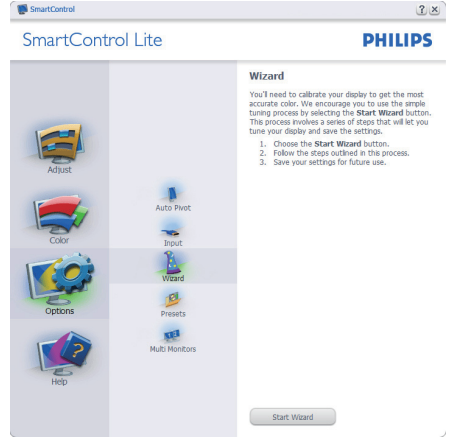 SmartControl
? x
SmartControl Lite
PHILIPS
Adjust
Color
Options
Help
Auto Pivot
Input
Wizard
Presets
Multi Monitors
Wizard
You'll need to calibrate your display to get the most
accurate color. We encourage you to use the simple
tuning process by selecting the Start Wizard button.
This process involves a series of steps that will let you
tune your display and save the settings.
1. Choose the Start Wizard button.
2. Follow the steps outlined in this process.
3. Save your settings for future use.
Start Wizard